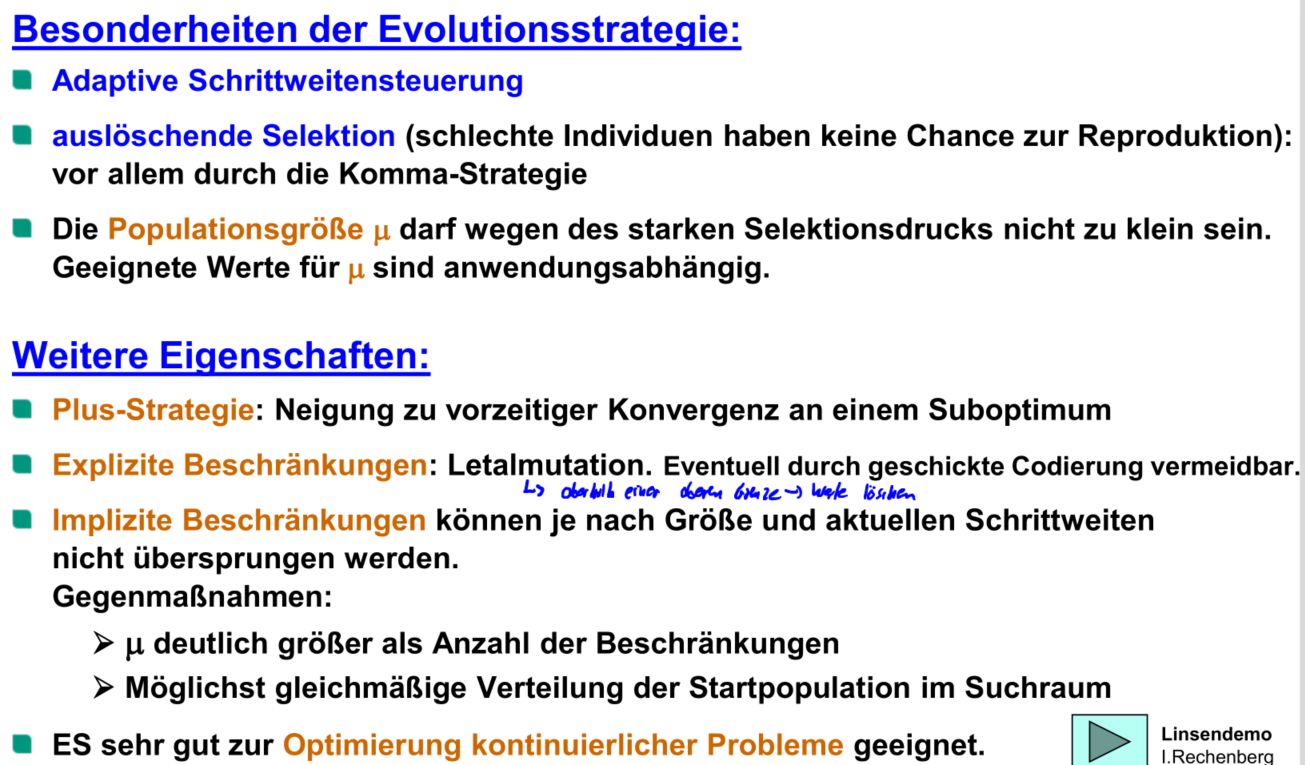 Besonderheiten der Evolutionsstrategie:
Adaptive Schrittweitensteuerung
auslöschende Selektion (schlechte Individuen haben keine Chance zur Reproduktion):
vor allem durch die Komma-Strategie
Die Populationsgröße μ darf wegen des starken Selektionsdrucks nicht zu klein sein.
Geeignete Werte für μ sind anwendungsabhängig.
Weitere Eigenschaften:
Plus-Strategie: Neigung zu vorzeitiger Konvergenz an einem Suboptimum
Explizite Beschränkungen: Letalmutation. Eventuell durch geschickte Codierung vermeidbar.
↳ oberhalb einer oberen Grenze → Werte löschen
Implizite Beschränkungen können je nach Größe und aktuellen Schrittweiten
nicht übersprungen werden.
Gegenmaßnahmen:
➢ μ deutlich größer als Anzahl der Beschränkungen
➢ Möglichst gleichmäßige Verteilung der Startpopulation im Suchraum
ES sehr gut zur Optimierung kontinuierlicher Probleme geeignet.
Linsendemo
I.Rechenberg